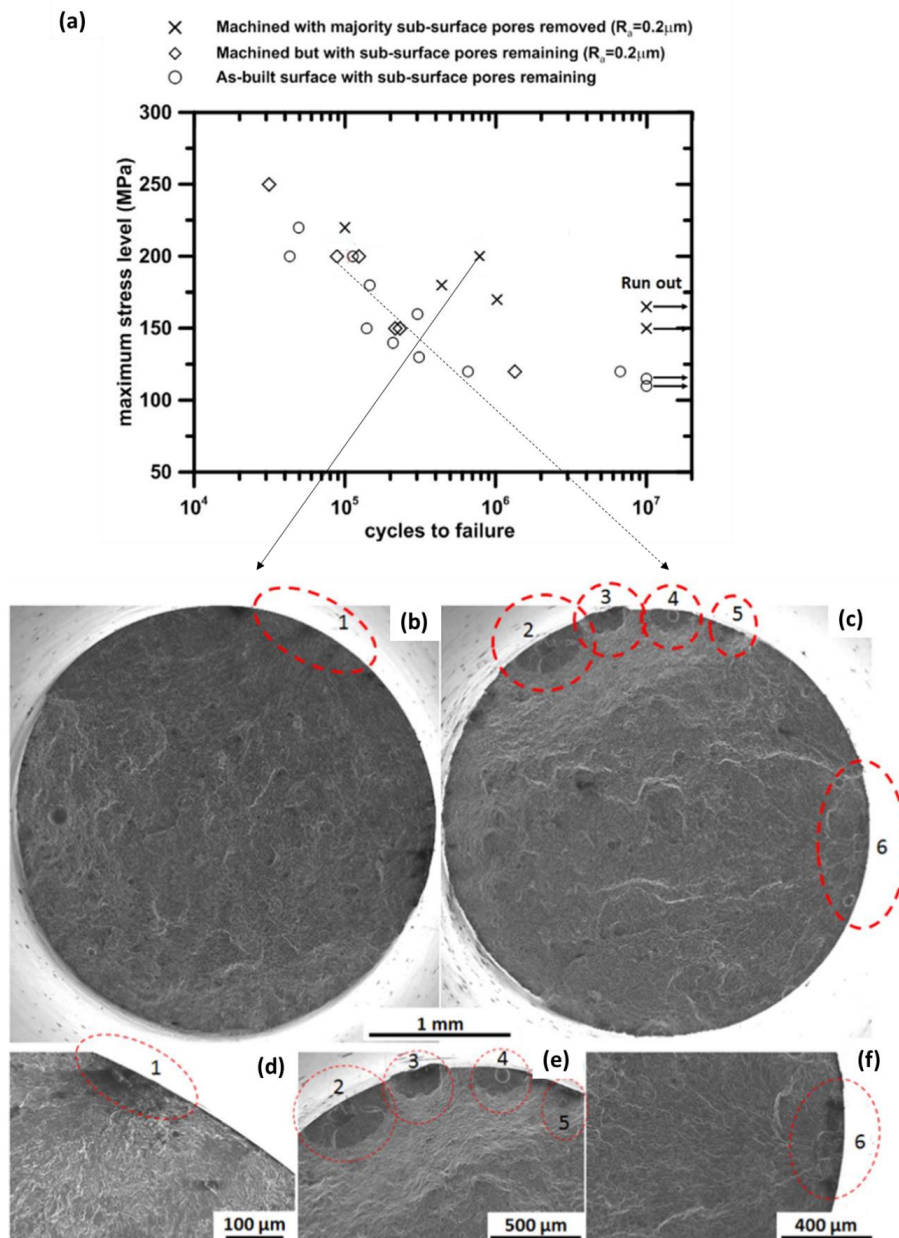 (a)
× Machined with majority sub-surface pores removed (Rₐ=0.2μm)
◇ Machined but with sub-surface pores remaining (Rₐ=0.2μm)
○ As-built surface with sub-surface pores remaining
maximum stress level (MPa)
300
250
200
150
100
50
Run out
10⁴ 10⁵ 10⁶ 10⁷
cycles to failure
1 (b)
2 3 4 5 (c)
6
1 mm
1 (d)
100 μm
2 3 4 (e)
5
500 μm
(f)
6
400 μm